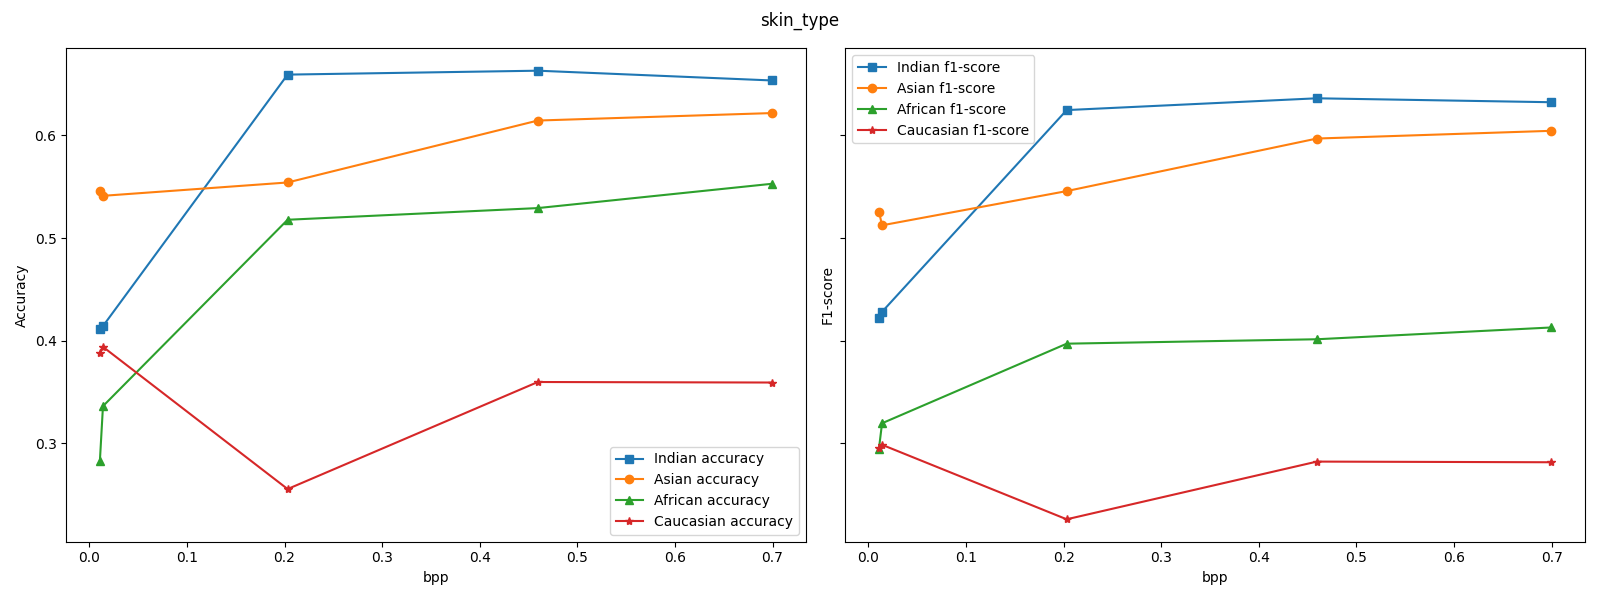 skin_type
Accuracy
0.6
0.5
0.4
0.3
Indian accuracy
Asian accuracy
African accuracy
Caucasian accuracy
0.0 0.1 0.2 0.3 0.4 0.5 0.6 0.7
bpp
F1-score
Indian f1-score
Asian f1-score
African f1-score
Caucasian f1-score
0.0 0.1 0.2 0.3 0.4 0.5 0.6 0.7
bpp